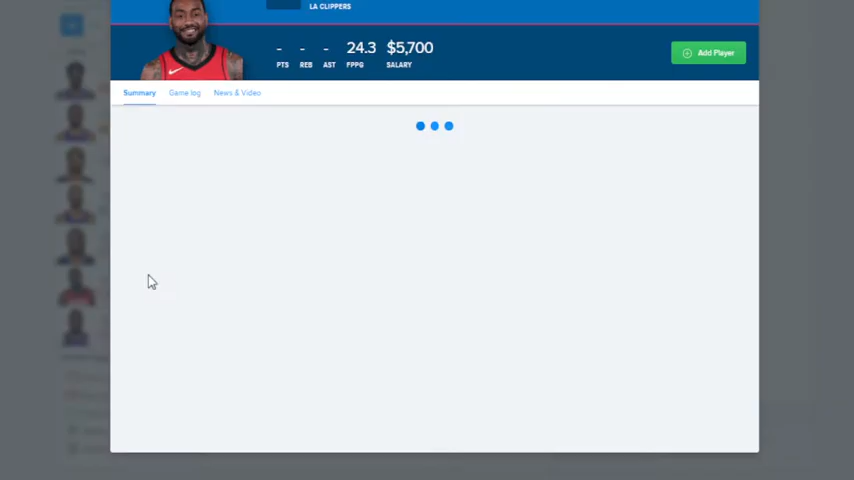 LA CLIPPERS
- - - 24.3 $5,700
PTS REB AST FPPG SALARY
Add Player
Summary Game log News & Video